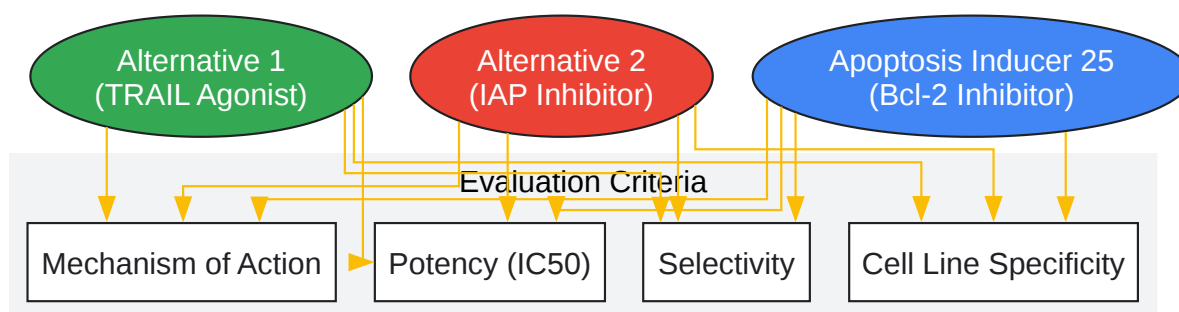 Alternative 1
(TRAIL Agonist)
Alternative 2
(IAP Inhibitor)
Apoptosis Inducer 25
(Bcl-2 Inhibitor)
Evaluation Criteria
Mechanism of Action
Potency (IC50)
Selectivity
Cell Line Specificity